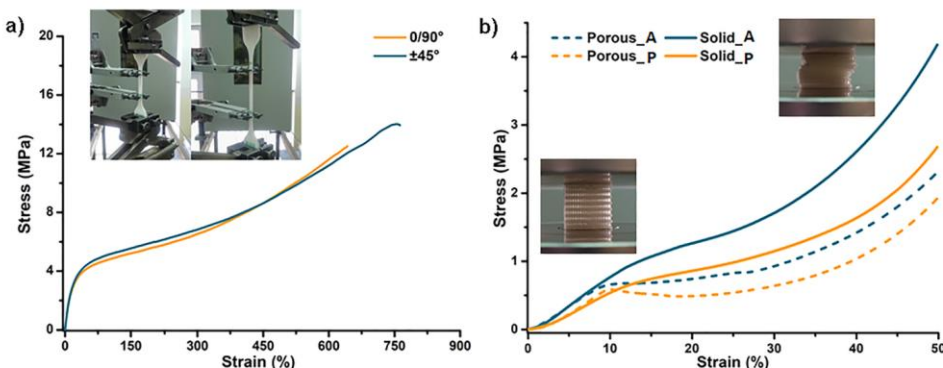 a)
20
16
12
8
4
0
Stress (MPa)
0 150 300 450 600 750 900
Strain (%)
0/90°
±45°
b)
4
3
2
1
0
Stress (MPa)
0 10 20 30 40 50
Strain (%)
Porous_A Solid_A
Porous_P Solid_P